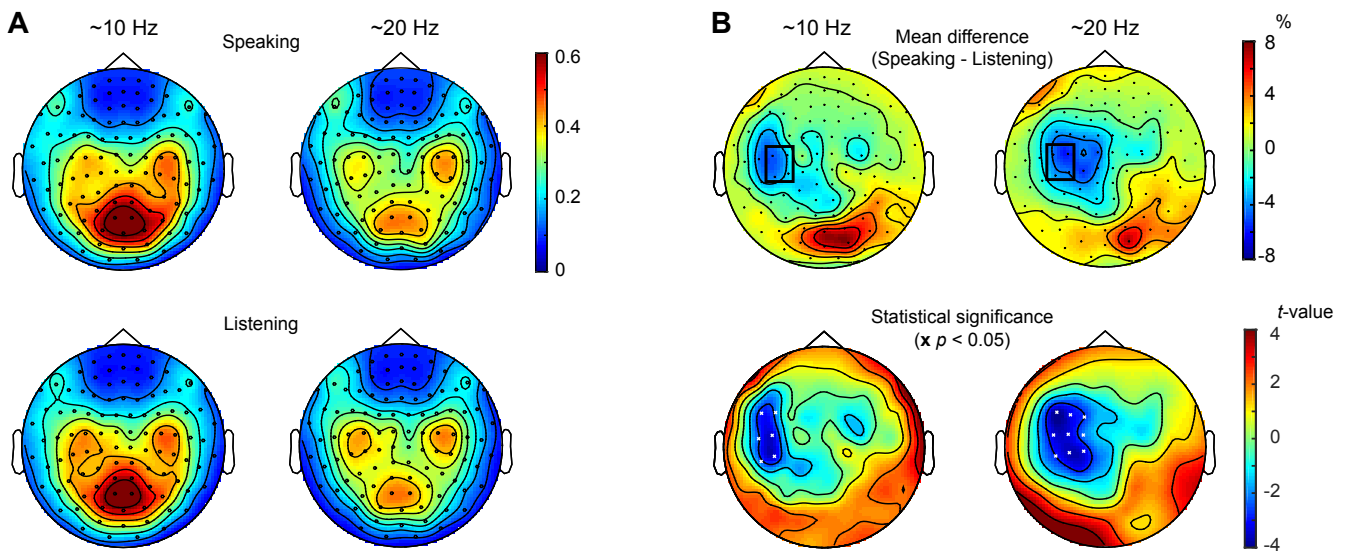 A
~10 Hz
Speaking
~20 Hz
0.6
0.4
0.2
0
Listening
B
~10 Hz
Mean difference
(Speaking - Listening)
~20 Hz
%
8
4
0
-4
-8
Statistical significance
(x p < 0.05)
t-value
4
2
0
-2
-4